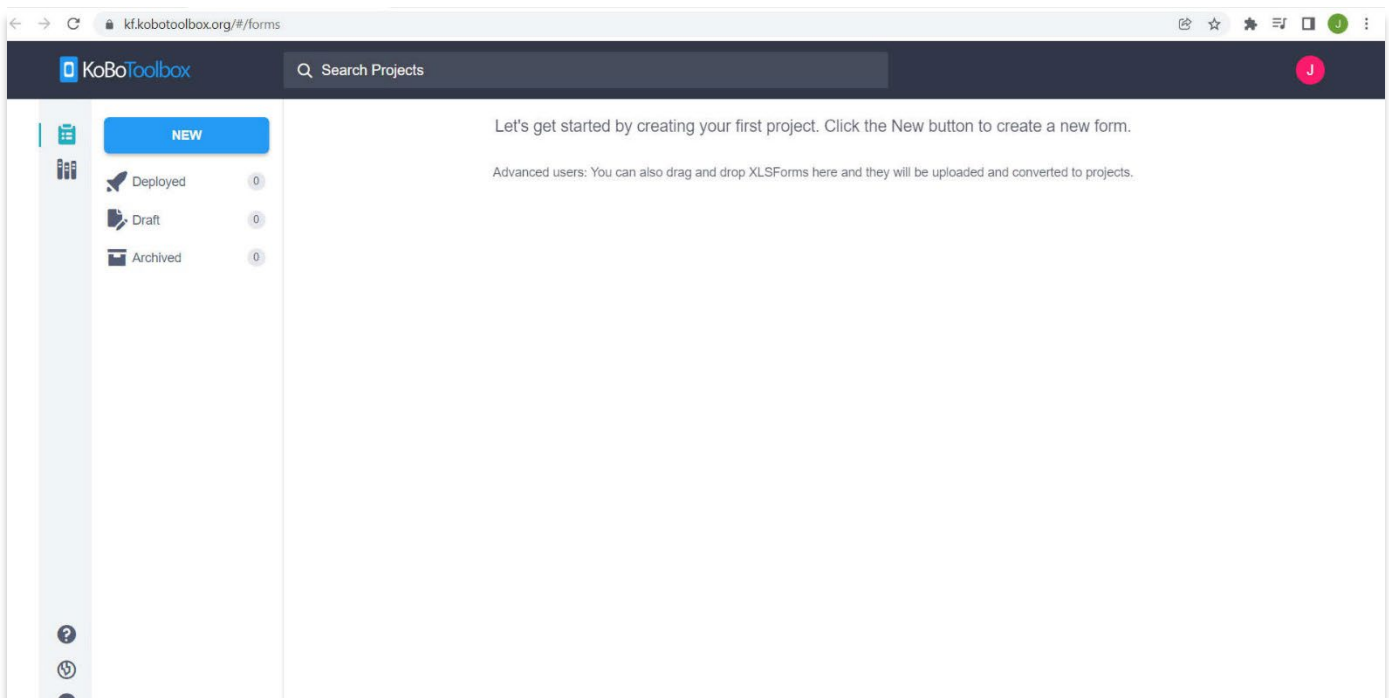 kf.kobotoolbox.org/#/forms
J
KoBoToolbox
Search Projects
J
NEW
Let's get started by creating your first project. Click the New button to create a new form.
Advanced users: You can also drag and drop XLSForms here and they will be uploaded and converted to projects.
Deployed 0
Draft 0
Archived 0